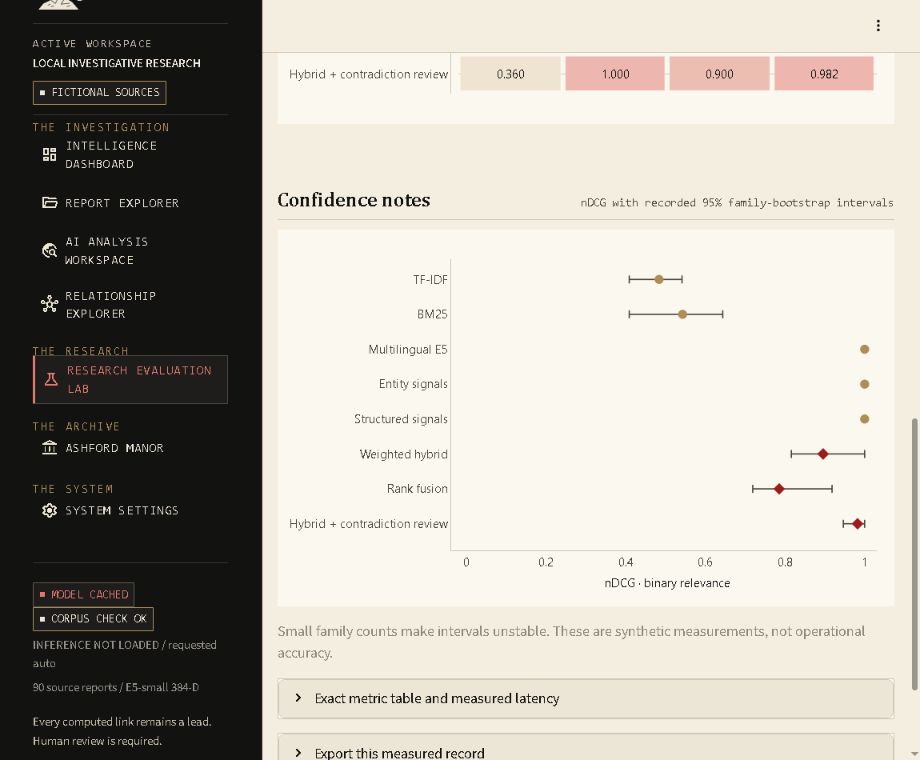 ACTIVE WORKSPACE
LOCAL INVESTIGATIVE RESEARCH
FICTIONAL SOURCES
THE INVESTIGATION
INTELLIGENCE
DASHBOARD
REPORT EXPLORER
AI ANALYSIS
WORKSPACE
RELATIONSHIP
EXPLORER
THE RESEARCH
RESEARCH EVALUATION
LAB
THE ARCHIVE
ASHFORD MANOR
THE SYSTEM
SYSTEM SETTINGS
MODEL CACHED
CORPUS CHECK OK
INFERENCE NOT LOADED / requested
auto
90 source reports / E5-small 384-D
Every computed link remains a lead.
Human review is required.
Hybrid + contradiction review 0.360 1.000 0.900 0.982
Confidence notes nDCG with recorded 95% family-bootstrap intervals
TF-IDF
BM25
Multilingual E5
Entity signals
Structured signals
Weighted hybrid
Rank fusion
Hybrid + contradiction review
0 0.2 0.4 0.6 0.8 1
nDCG · binary relevance
Small family counts make intervals unstable. These are synthetic measurements, not operational
accuracy.
Exact metric table and measured latency
Export this measured record